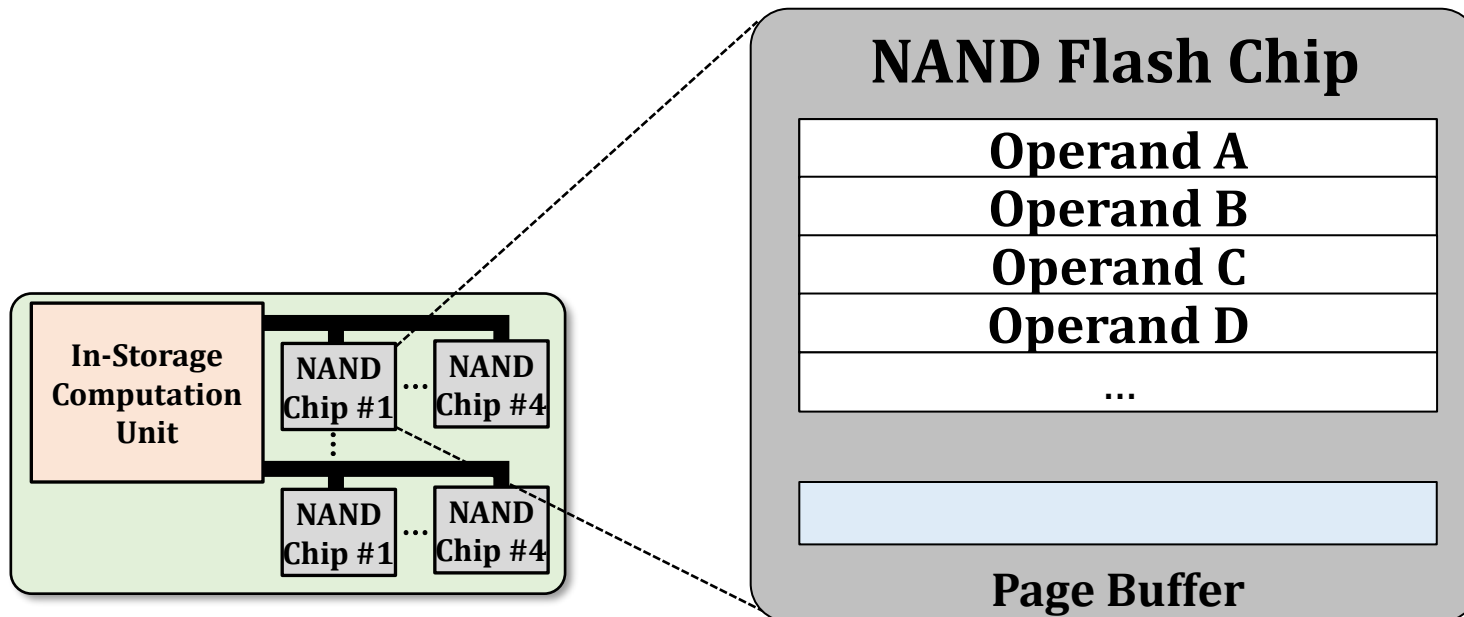 NAND Flash Chip
Operand A
Operand B
Operand C
Operand D
...
Page Buffer
In-Storage
Computation
Unit
NAND
Chip #1
...
NAND
Chip #4
...
NAND
Chip #1
...
NAND
Chip #4